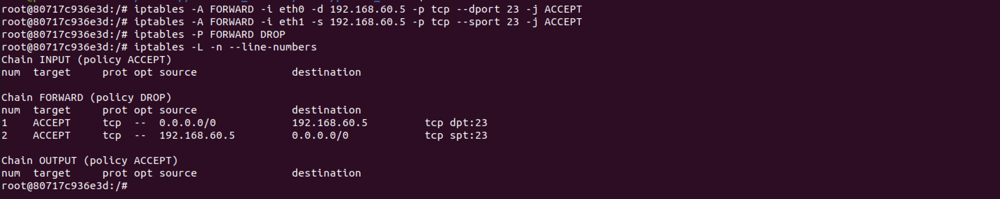 root@80717c936e3d:/# iptables -A FORWARD -i eth0 -d 192.168.60.5 -p tcp --dport 23 -j ACCEPT
root@80717c936e3d:/# iptables -A FORWARD -i eth1 -s 192.168.60.5 -p tcp --sport 23 -j ACCEPT
root@80717c936e3d:/# iptables -P FORWARD DROP
root@80717c936e3d:/# iptables -L -n --line-numbers
Chain INPUT (policy ACCEPT)
num  target     prot opt source               destination

Chain FORWARD (policy DROP)
num  target     prot opt source               destination
1    ACCEPT     tcp  --  0.0.0.0/0            192.168.60.5         tcp dpt:23
2    ACCEPT     tcp  --  192.168.60.5         0.0.0.0/0            tcp spt:23

Chain OUTPUT (policy ACCEPT)
num  target     prot opt source               destination
root@80717c936e3d:/#